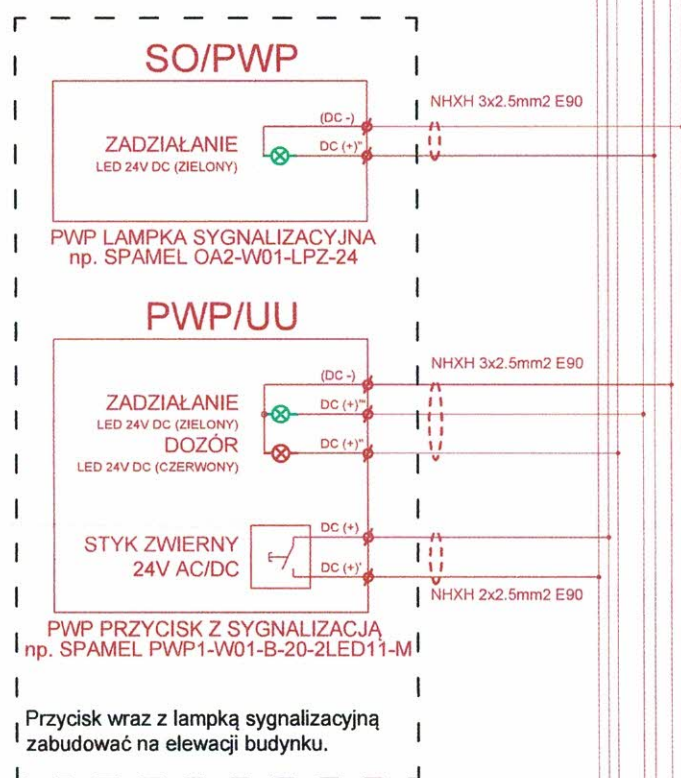 SO/PWP
NHXH 3x2.5mm2 E90
(DC -)
ZADZIAŁANIE
DC (+)"
LED 24V DC (ZIELONY)
PWP LAMPKA SYGNALIZACYJNA
np. SPAMEL OA2-W01-LPZ-24
PWP/UU
NHXH 3x2.5mm2 E90
(DC -)
ZADZIAŁANIE
DC (+)'"
LED 24V DC (ZIELONY)
DOZÓR
DC (+)"
LED 24V DC (CZERWONY)
DC (+)
STYK ZWIERNY
24V AC/DC
DC (+)'
NHXH 2x2.5mm2 E90
PWP PRZYCISK Z SYGNALIZACJĄ
np. SPAMEL PWP1-W01-B-20-2LED11-M
Przycisk wraz z lampką sygnalizacyjną
zabudować na elewacji budynku.